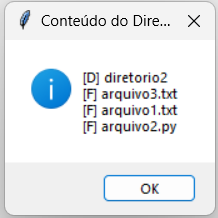 Conteúdo do Dire...
[D] diretorio2
[F] arquivo3.txt
[F] arquivo1.txt
[F] arquivo2.py
OK